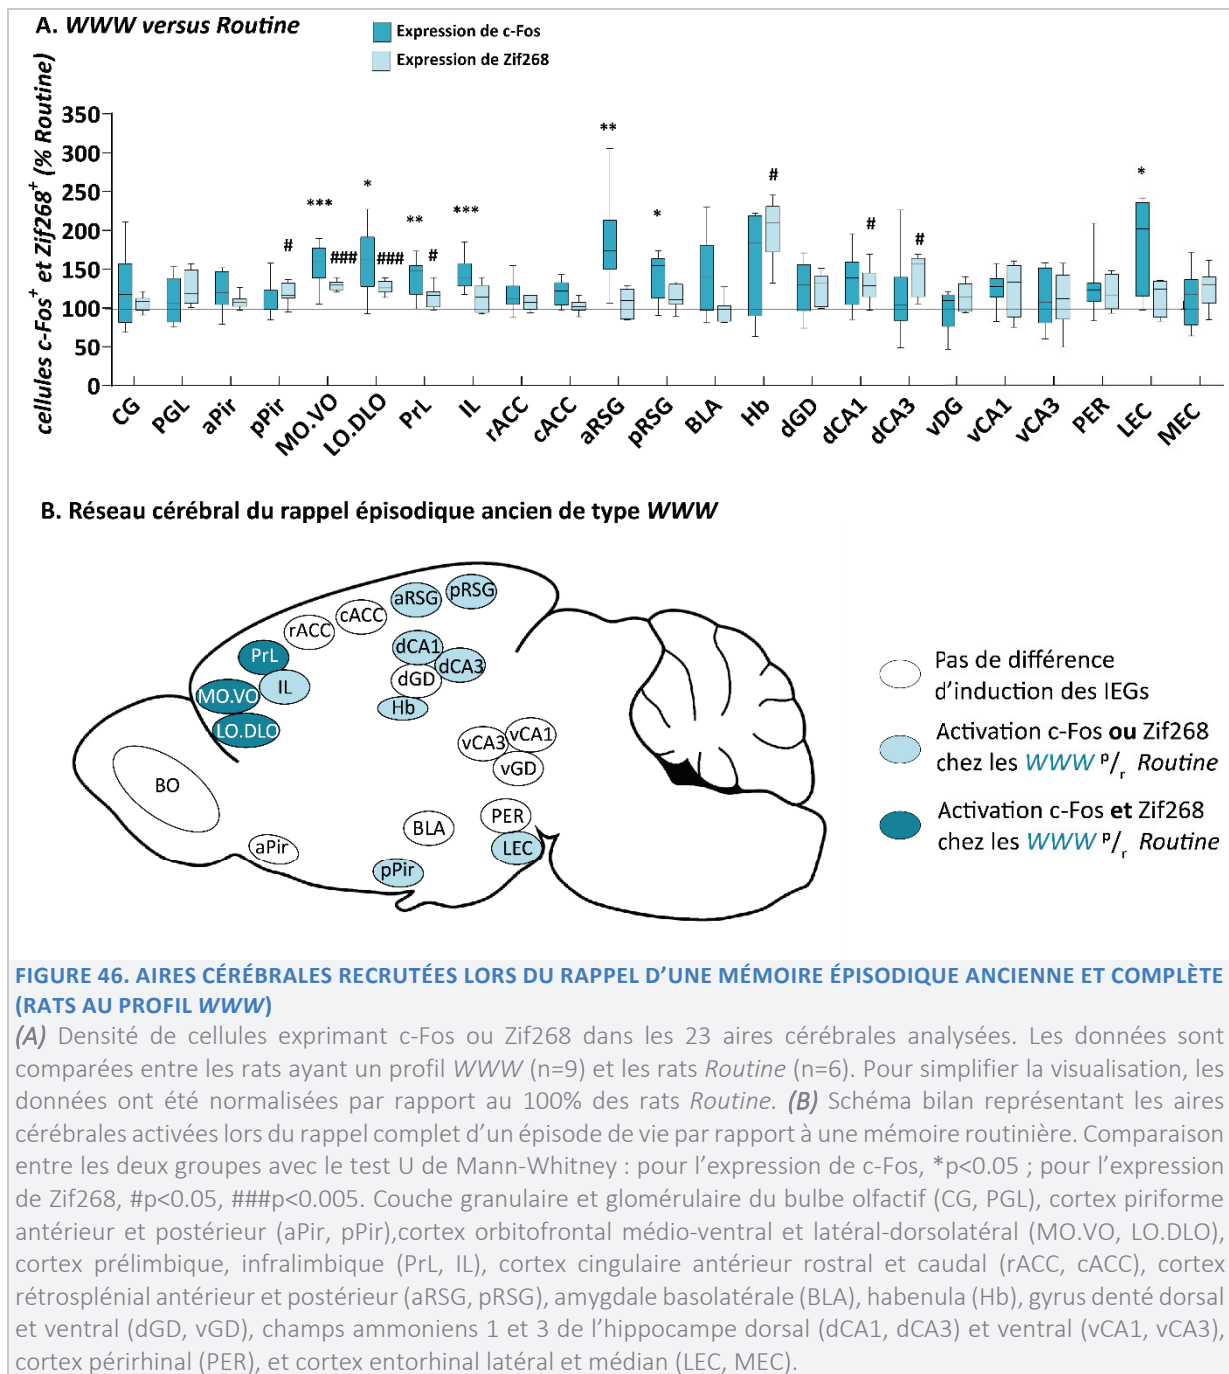 A. WWW versus Routine
Expression de c-Fos
Expression de Zif268
cellules c-Fos+ et Zif268+ (% Routine)
350
300
250
200
150
100
50
0
** * *** ** *** * * 
# ### ### # # # #
CG PGL aPir pPir MO.VO LO.DLO PrL IL rACC cACC aRSG pRSG BLA Hb dGD dCA1 dCA3 vDG vCA1 vCA3 PER LEC MEC
B. Réseau cérébral du rappel épisodique ancien de type WWW
aRSG pRSG
cACC
rACC
dCA1
PrL dCA3
IL dGD
MO.VO
Hb
LO.DLO
vCA1
vCA3
vGD
BO
PER
BLA
aPir LEC
pPir
Pas de différence
d'induction des IEGs
Activation c-Fos ou Zif268
chez les WWW p/r Routine
Activation c-Fos et Zif268
chez les WWW p/r Routine
FIGURE 46. AIRES CÉRÉBRALES RECRUTÉES LORS DU RAPPEL D'UNE MÉMOIRE ÉPISODIQUE ANCIENNE ET COMPLÈTE
(RATS AU PROFIL WWW)
(A) Densité de cellules exprimant c-Fos ou Zif268 dans les 23 aires cérébrales analysées. Les données sont
comparées entre les rats ayant un profil WWW (n=9) et les rats Routine (n=6). Pour simplifier la visualisation, les
données ont été normalisées par rapport au 100% des rats Routine. (B) Schéma bilan représentant les aires
cérébrales activées lors du rappel complet d'un épisode de vie par rapport à une mémoire routinière. Comparaison
entre les deux groupes avec le test U de Mann-Whitney : pour l'expression de c-Fos, *p<0.05 ; pour l'expression
de Zif268, #p<0.05, ###p<0.005. Couche granulaire et glomérulaire du bulbe olfactif (CG, PGL), cortex piriforme
antérieur et postérieur (aPir, pPir),cortex orbitofrontal médio-ventral et latéral-dorsolatéral (MO.VO, LO.DLO),
cortex prélimbique, infralimbique (PrL, IL), cortex cingulaire antérieur rostral et caudal (rACC, cACC), cortex
rétrosplénial antérieur et postérieur (aRSG, pRSG), amygdale basolatérale (BLA), habenula (Hb), gyrus denté dorsal
et ventral (dGD, vGD), champs ammoniens 1 et 3 de l'hippocampe dorsal (dCA1, dCA3) et ventral (vCA1, vCA3),
cortex périrhinal (PER), et cortex entorhinal latéral et médian (LEC, MEC).